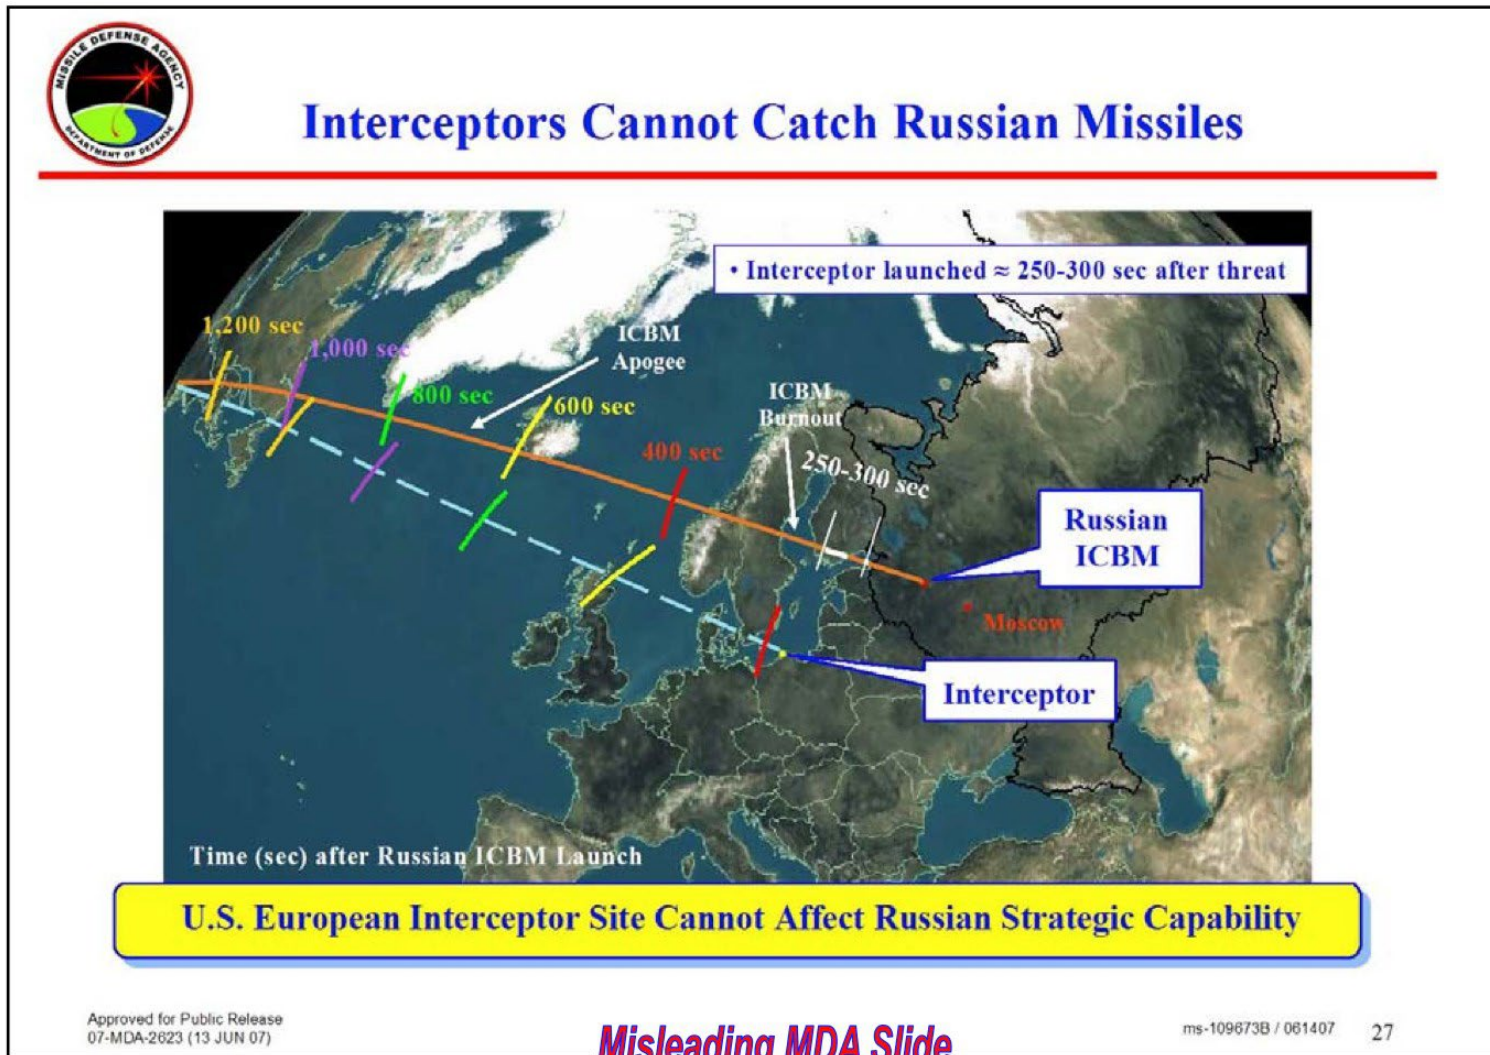 MISSILE DEFENSE AGENCY
DEPARTMENT OF DEFENSE
Interceptors Cannot Catch Russian Missiles
• Interceptor launched ≈ 250-300 sec after threat
1,200 sec
1,000 sec
ICBM
Apogee
800 sec
600 sec
ICBM
Burnout
400 sec
250-300 sec
Russian
ICBM
Moscow
Interceptor
Time (sec) after Russian ICBM Launch
U.S. European Interceptor Site Cannot Affect Russian Strategic Capability
Approved for Public Release
07-MDA-2623 (13 JUN 07)
Misleading MDA Slide
ms-109673B / 061407 27